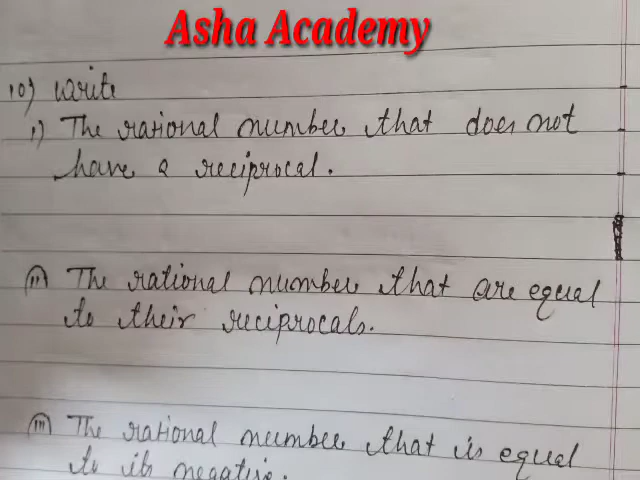 Asha Academy
10) Write
i) The rational number that does not
have a reciprocal.
(ii) The rational number that are equal
to their reciprocals.
(iii) The rational number that is equal
to its negative.